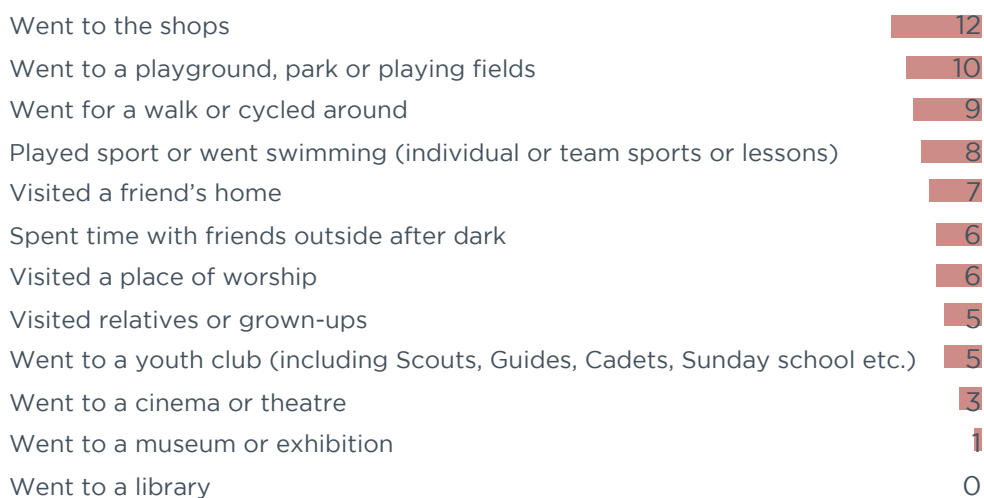 Went to the shops 12
Went to a playground, park or playing fields 10
Went for a walk or cycled around 9
Played sport or went swimming (individual or team sports or lessons) 8
Visited a friend’s home 7
Spent time with friends outside after dark 6
Visited a place of worship 6
Visited relatives or grown-ups 5
Went to a youth club (including Scouts, Guides, Cadets, Sunday school etc.) 5
Went to a cinema or theatre 3
Went to a museum or exhibition 1
Went to a library 0